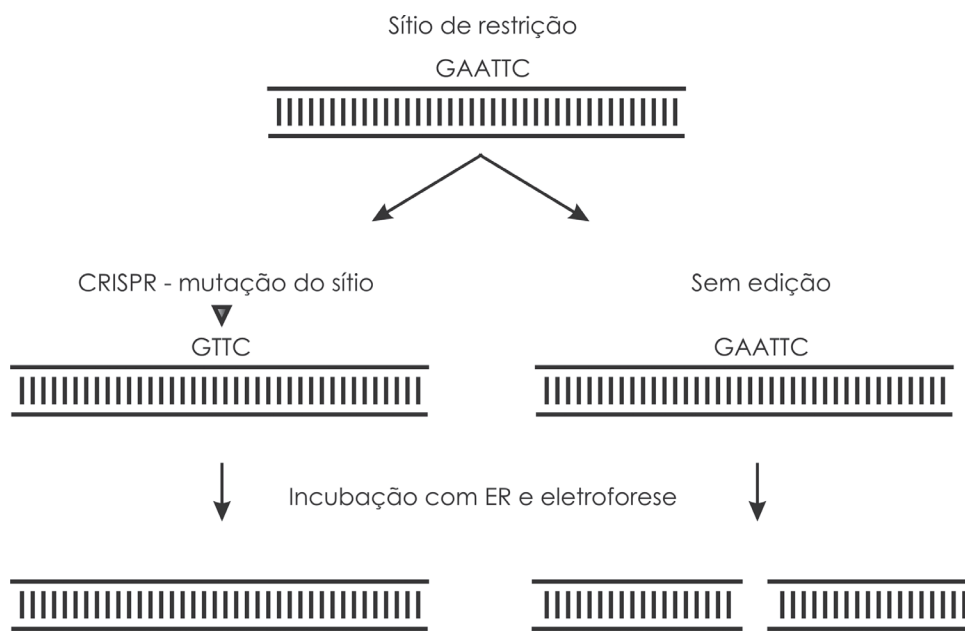 Sítio de restrição
GAATTC
CRISPR - mutação do sítio
Sem edição
GTTC
GAATTC
Incubação com ER e eletroforese